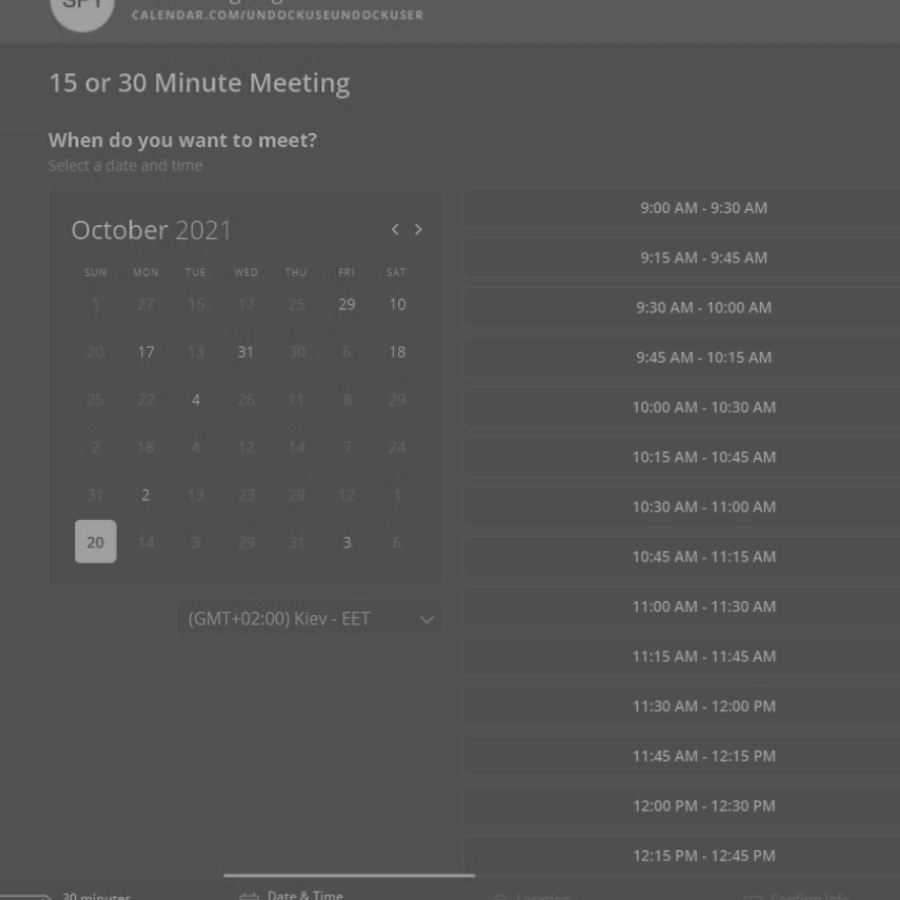 CALENDAR.COM/UNDOCKUSEUNDOCKUSER
15 or 30 Minute Meeting
When do you want to meet?
Select a date and time
October 2021
SUN MON TUE WED THU FRI SAT
1 27 15 17 25 29 10
20 17 13 31 30 6 18
25 22 4 26 11 8 29
2 18 4 12 14 7 24
31 2 13 23 29 12 1
20 14 3 29 31 3 6
(GMT+02:00) Kiev - EET
9:00 AM - 9:30 AM
9:15 AM - 9:45 AM
9:30 AM - 10:00 AM
9:45 AM - 10:15 AM
10:00 AM - 10:30 AM
10:15 AM - 10:45 AM
10:30 AM - 11:00 AM
10:45 AM - 11:15 AM
11:00 AM - 11:30 AM
11:15 AM - 11:45 AM
11:30 AM - 12:00 PM
11:45 AM - 12:15 PM
12:00 PM - 12:30 PM
12:15 PM - 12:45 PM
30 minutes
Date & Time
Location
Confirm info